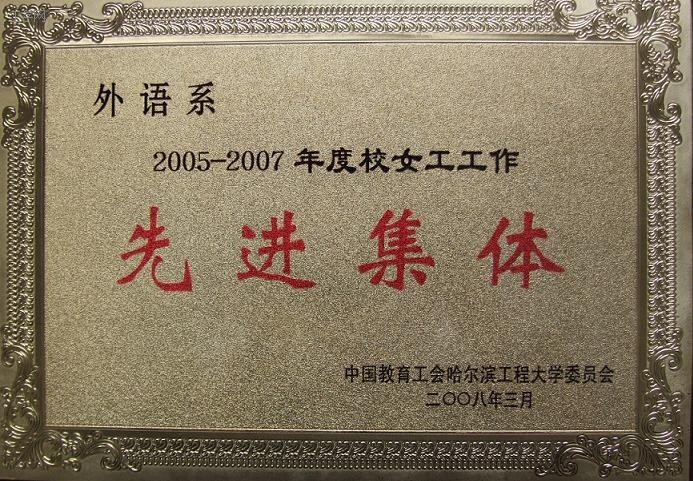 外语系
2005-2007年度校女工工作
先进集体
中国教育工会哈尔滨工程大学委员会
二〇〇八年三月